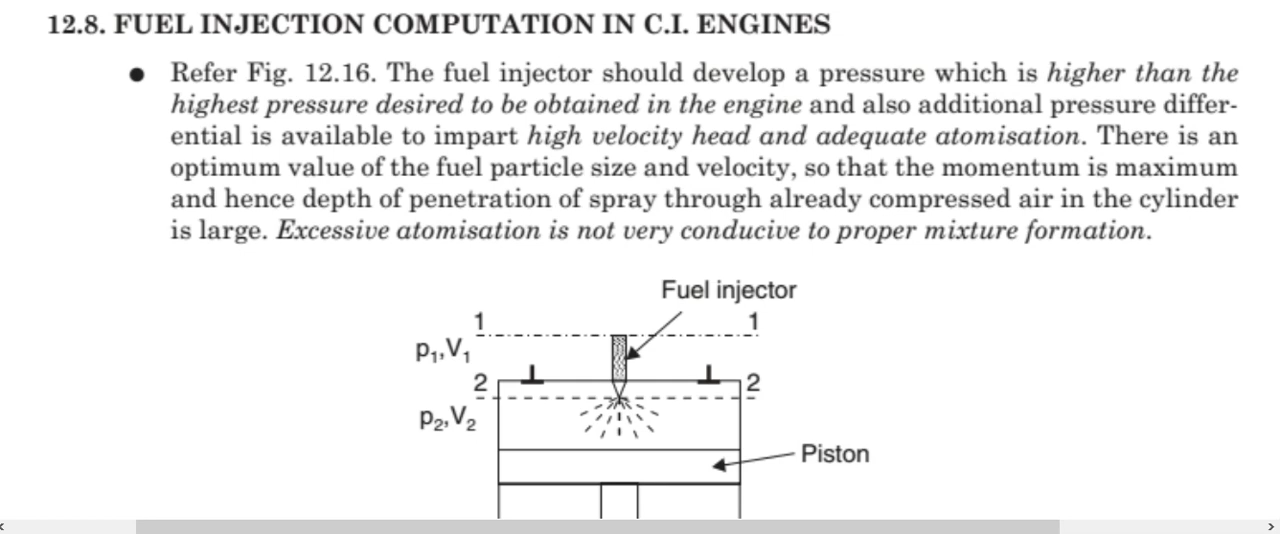 12.8. FUEL INJECTION COMPUTATION IN C.I. ENGINES
● Refer Fig. 12.16. The fuel injector should develop a pressure which is higher than the
highest pressure desired to be obtained in the engine and also additional pressure differ-
ential is available to impart high velocity head and adequate atomisation. There is an
optimum value of the fuel particle size and velocity, so that the momentum is maximum
and hence depth of penetration of spray through already compressed air in the cylinder
is large. Excessive atomisation is not very conducive to proper mixture formation.
Fuel injector
1 1
p₁,V₁
2 2
p₂,V₂
Piston